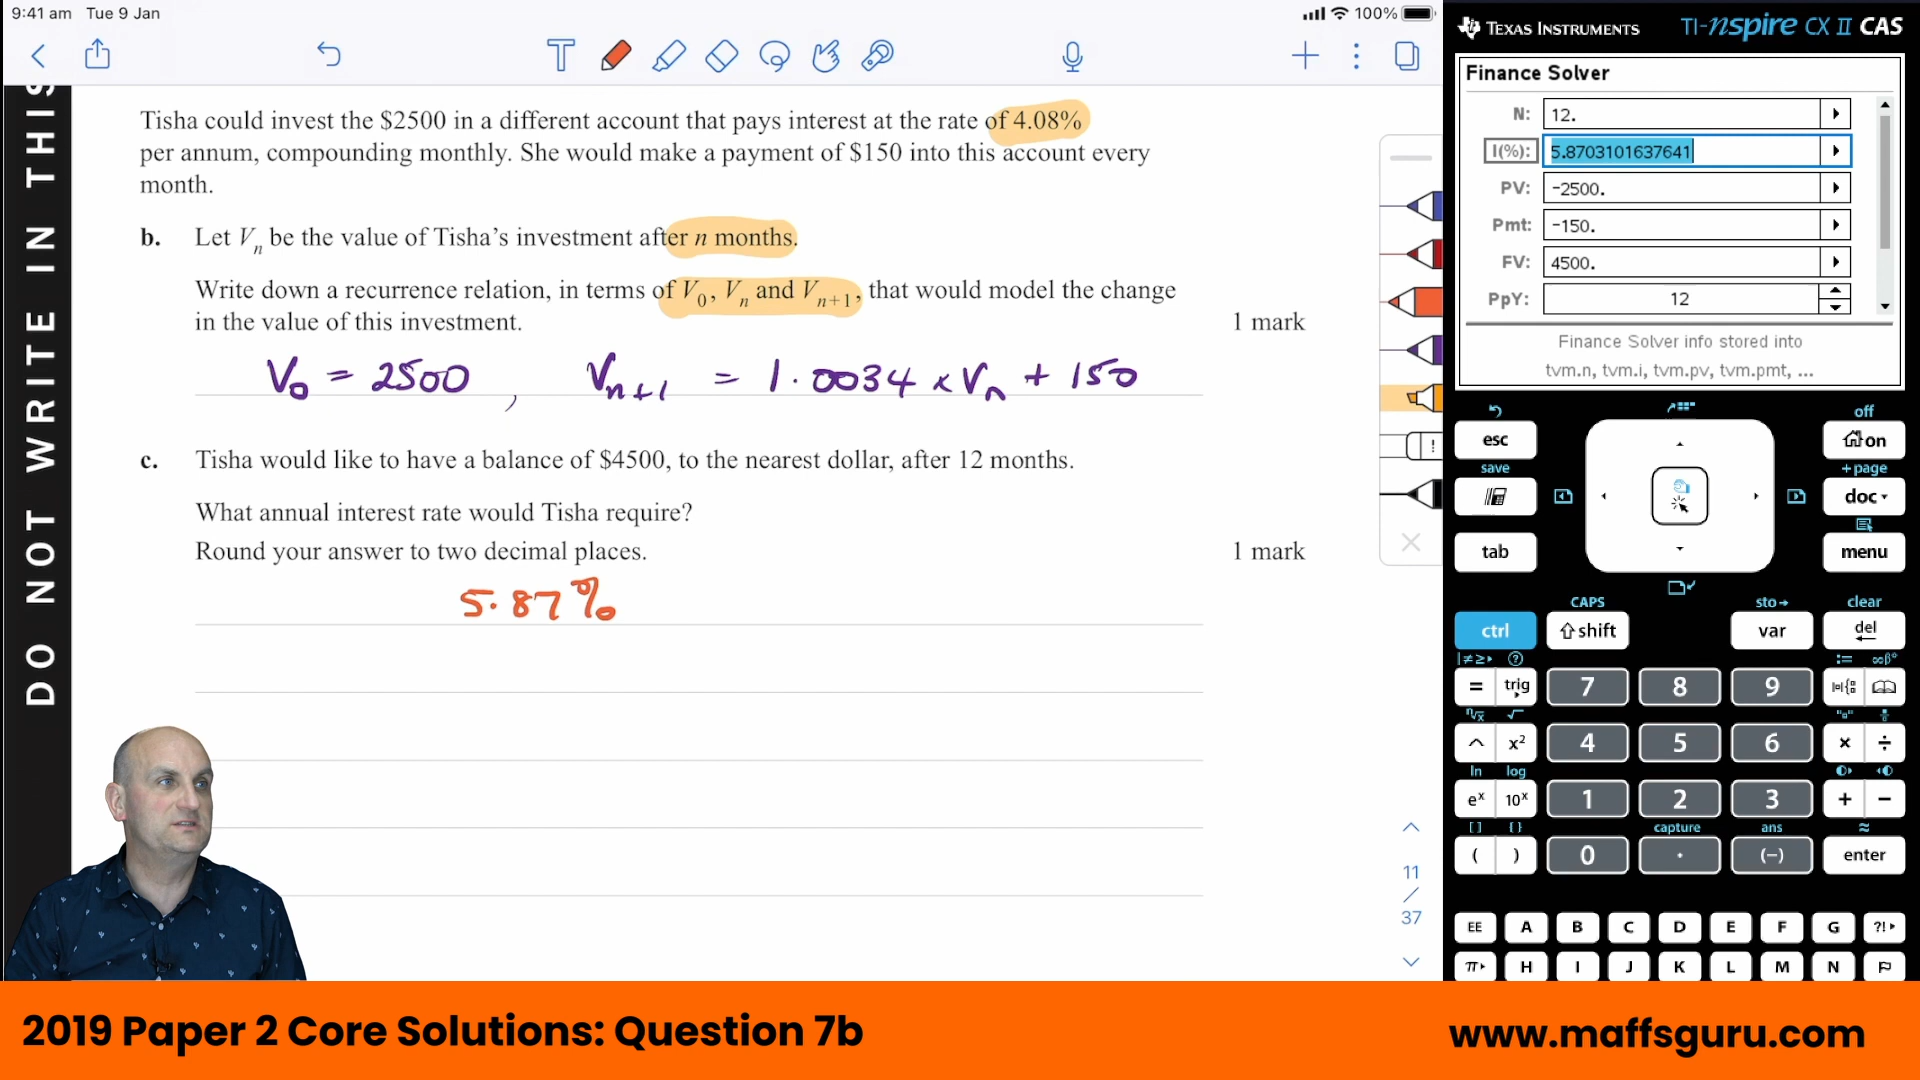 9:41 am Tue 9 Jan
100%
DO NOT WRITE IN THIS
Tisha could invest the $2500 in a different account that pays interest at the rate of 4.08%
per annum, compounding monthly. She would make a payment of $150 into this account every
month.
b. Let Vn be the value of Tisha's investment after n months.
Write down a recurrence relation, in terms of V0, Vn and Vn+1, that would model the change
in the value of this investment.
1 mark
V0 = 2500 , Vn+1 = 1.0034 × Vn + 150
c. Tisha would like to have a balance of $4500, to the nearest dollar, after 12 months.
What annual interest rate would Tisha require?
Round your answer to two decimal places.
1 mark
5.87%
11
/
37
TEXAS INSTRUMENTS TI-nspire CX II CAS
Finance Solver
N: 12.
I(%): 5.8703101637641
PV: -2500.
Pmt: -150.
FV: 4500.
PpY: 12
Finance Solver info stored into
tvm.n, tvm.i, tvm.pv, tvm.pmt, ...
off
esc
on
save
+page
doc
tab
menu
CAPS sto→ clear
ctrl shift var del
= trig 7 8 9
^ x² 4 5 6 × ÷
ln log
eˣ 10ˣ 1 2 3 + −
[ ] { } capture ans ≈
( ) 0 . (−) enter
EE A B C D E F G ?!
π H I J K L M N
2019 Paper 2 Core Solutions: Question 7b
www.maffsguru.com